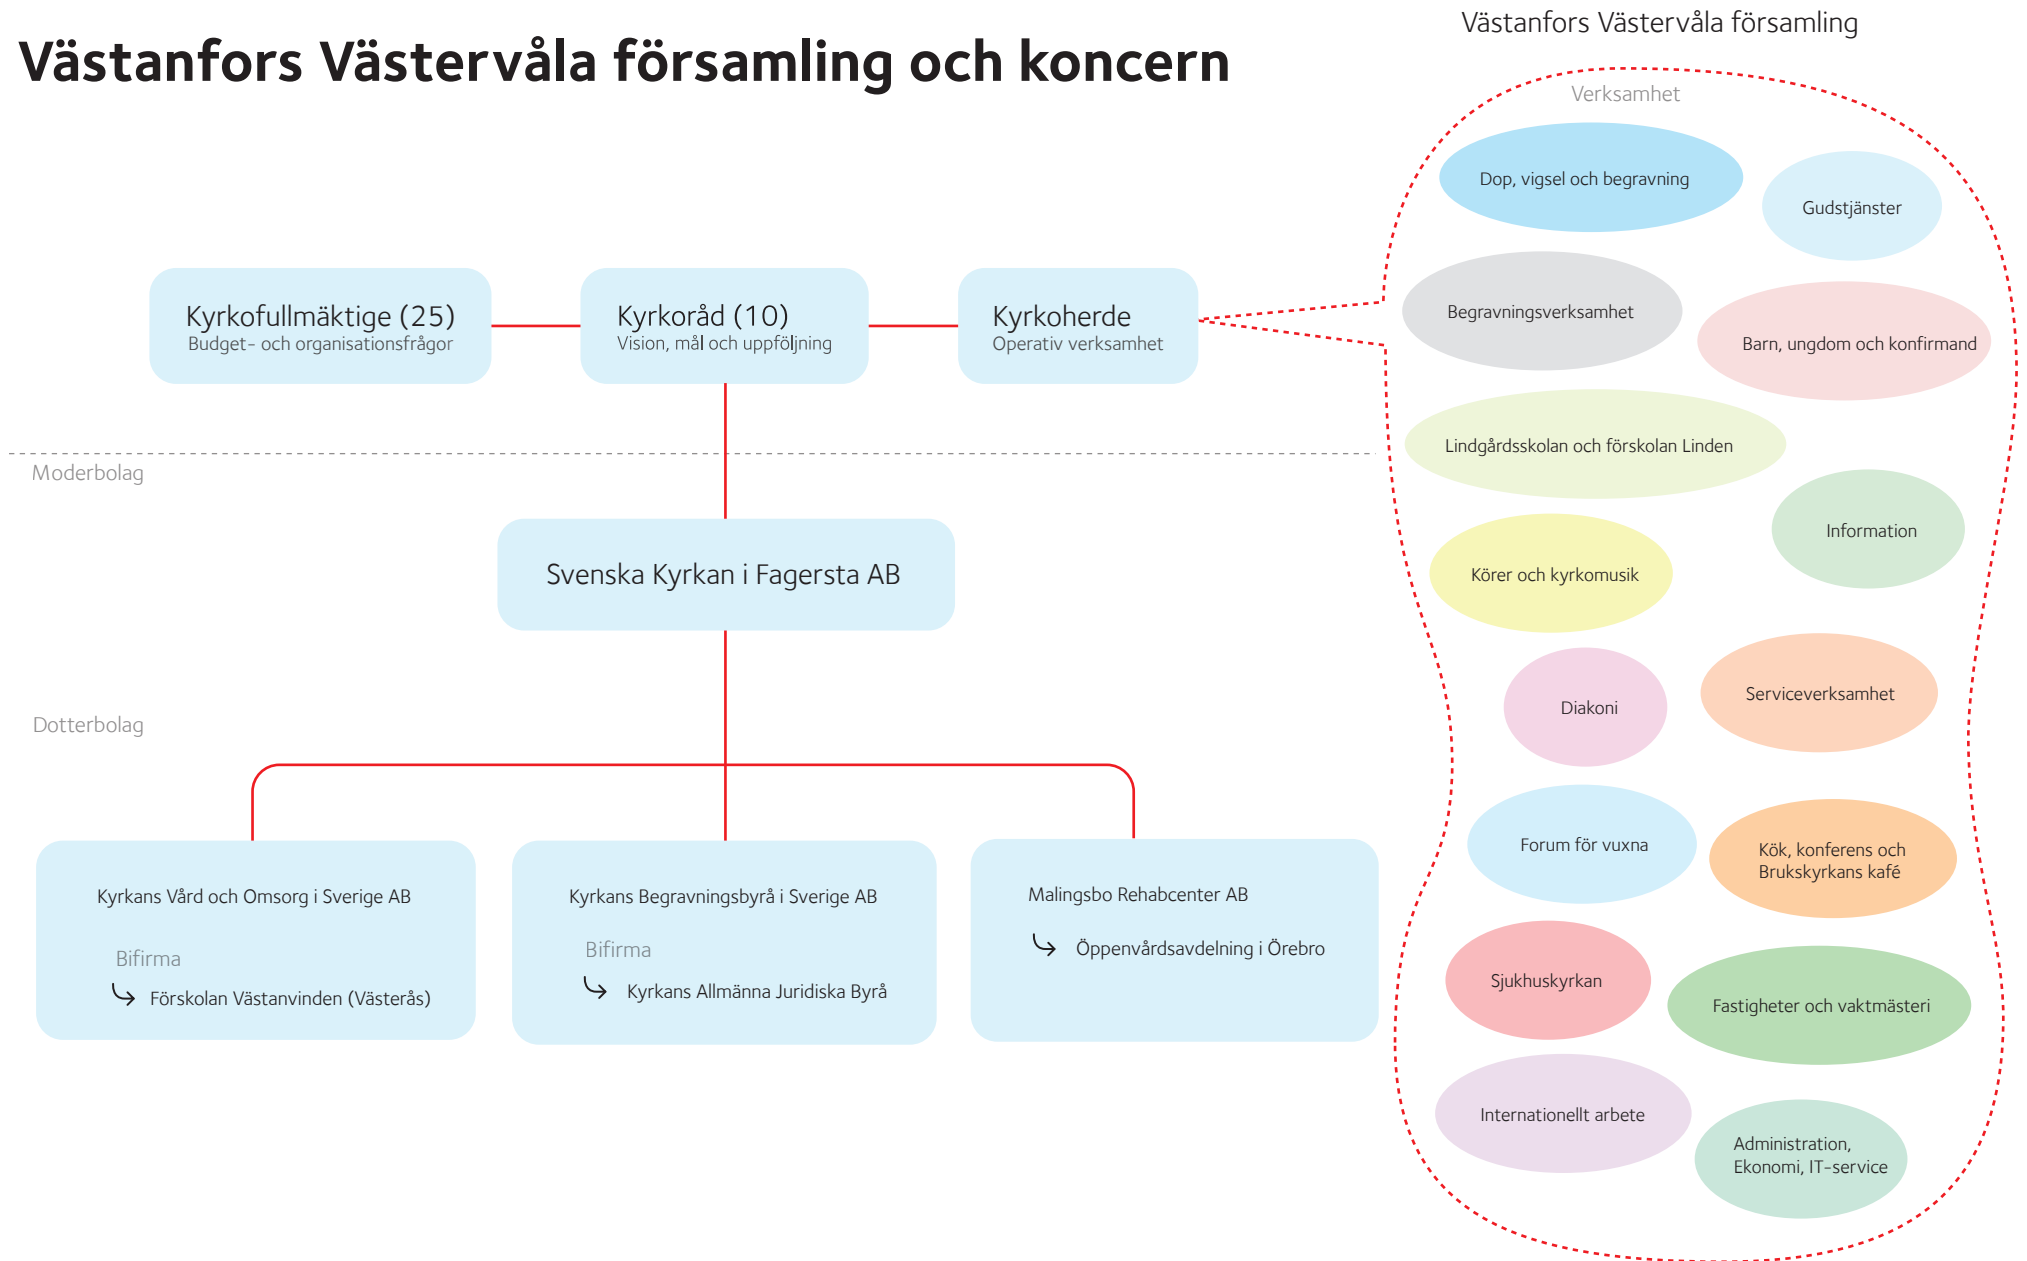 Västanfors Västervåla församling och koncern
Kyrkofullmäktige (25)
Budget- och organisationsfrågor
Kyrkoråd (10)
Vision, mål och uppföljning
Kyrkoherde
Operativ verksamhet
Moderbolag
Svenska Kyrkan i Fagersta AB
Dotterbolag
Kyrkans Vård och Omsorg i Sverige AB
Bifirma
Förskolan Västanvinden (Västerås)
Kyrkans Begravningsbyrå i Sverige AB
Bifirma
Kyrkans Allmänna Juridiska Byrå
Malingsbo Rehabcenter AB
Öppenvårdsavdelning i Örebro
Västanfors Västervåla församling
Verksamhet
Dop, vigsel och begravning
Gudstjänster
Begravningsverksamhet
Barn, ungdom och konfirmand
Lindgårdsskolan och förskolan Linden
Information
Körer och kyrkomusik
Serviceverksamhet
Diakoni
Forum för vuxna
Kök, konferens och
Brukskyrkans kafé
Sjukhuskyrkan
Fastigheter och vaktmästeri
Internationellt arbete
Administration,
Ekonomi, IT-service